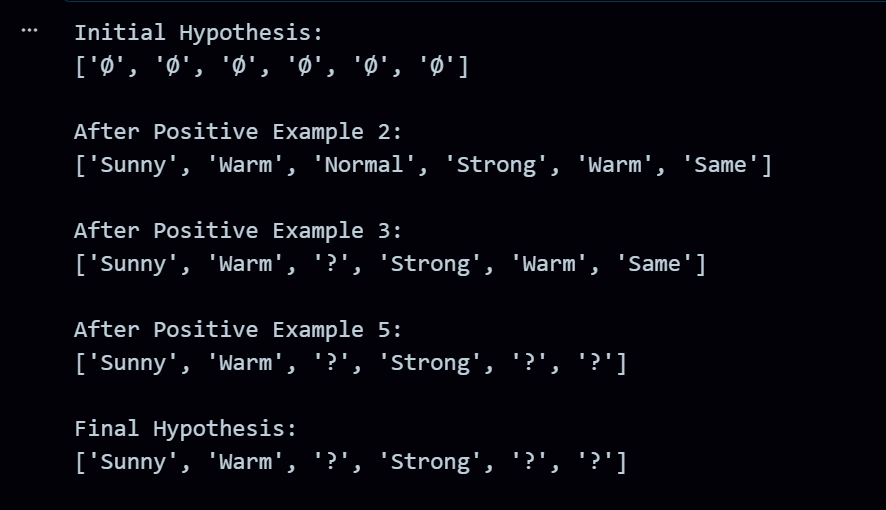 Initial Hypothesis:
['Ø', 'Ø', 'Ø', 'Ø', 'Ø', 'Ø']
After Positive Example 2:
['Sunny', 'Warm', 'Normal', 'Strong', 'Warm', 'Same']
After Positive Example 3:
['Sunny', 'Warm', '?', 'Strong', 'Warm', 'Same']
After Positive Example 5:
['Sunny', 'Warm', '?', 'Strong', '?', '?']
Final Hypothesis:
['Sunny', 'Warm', '?', 'Strong', '?', '?']